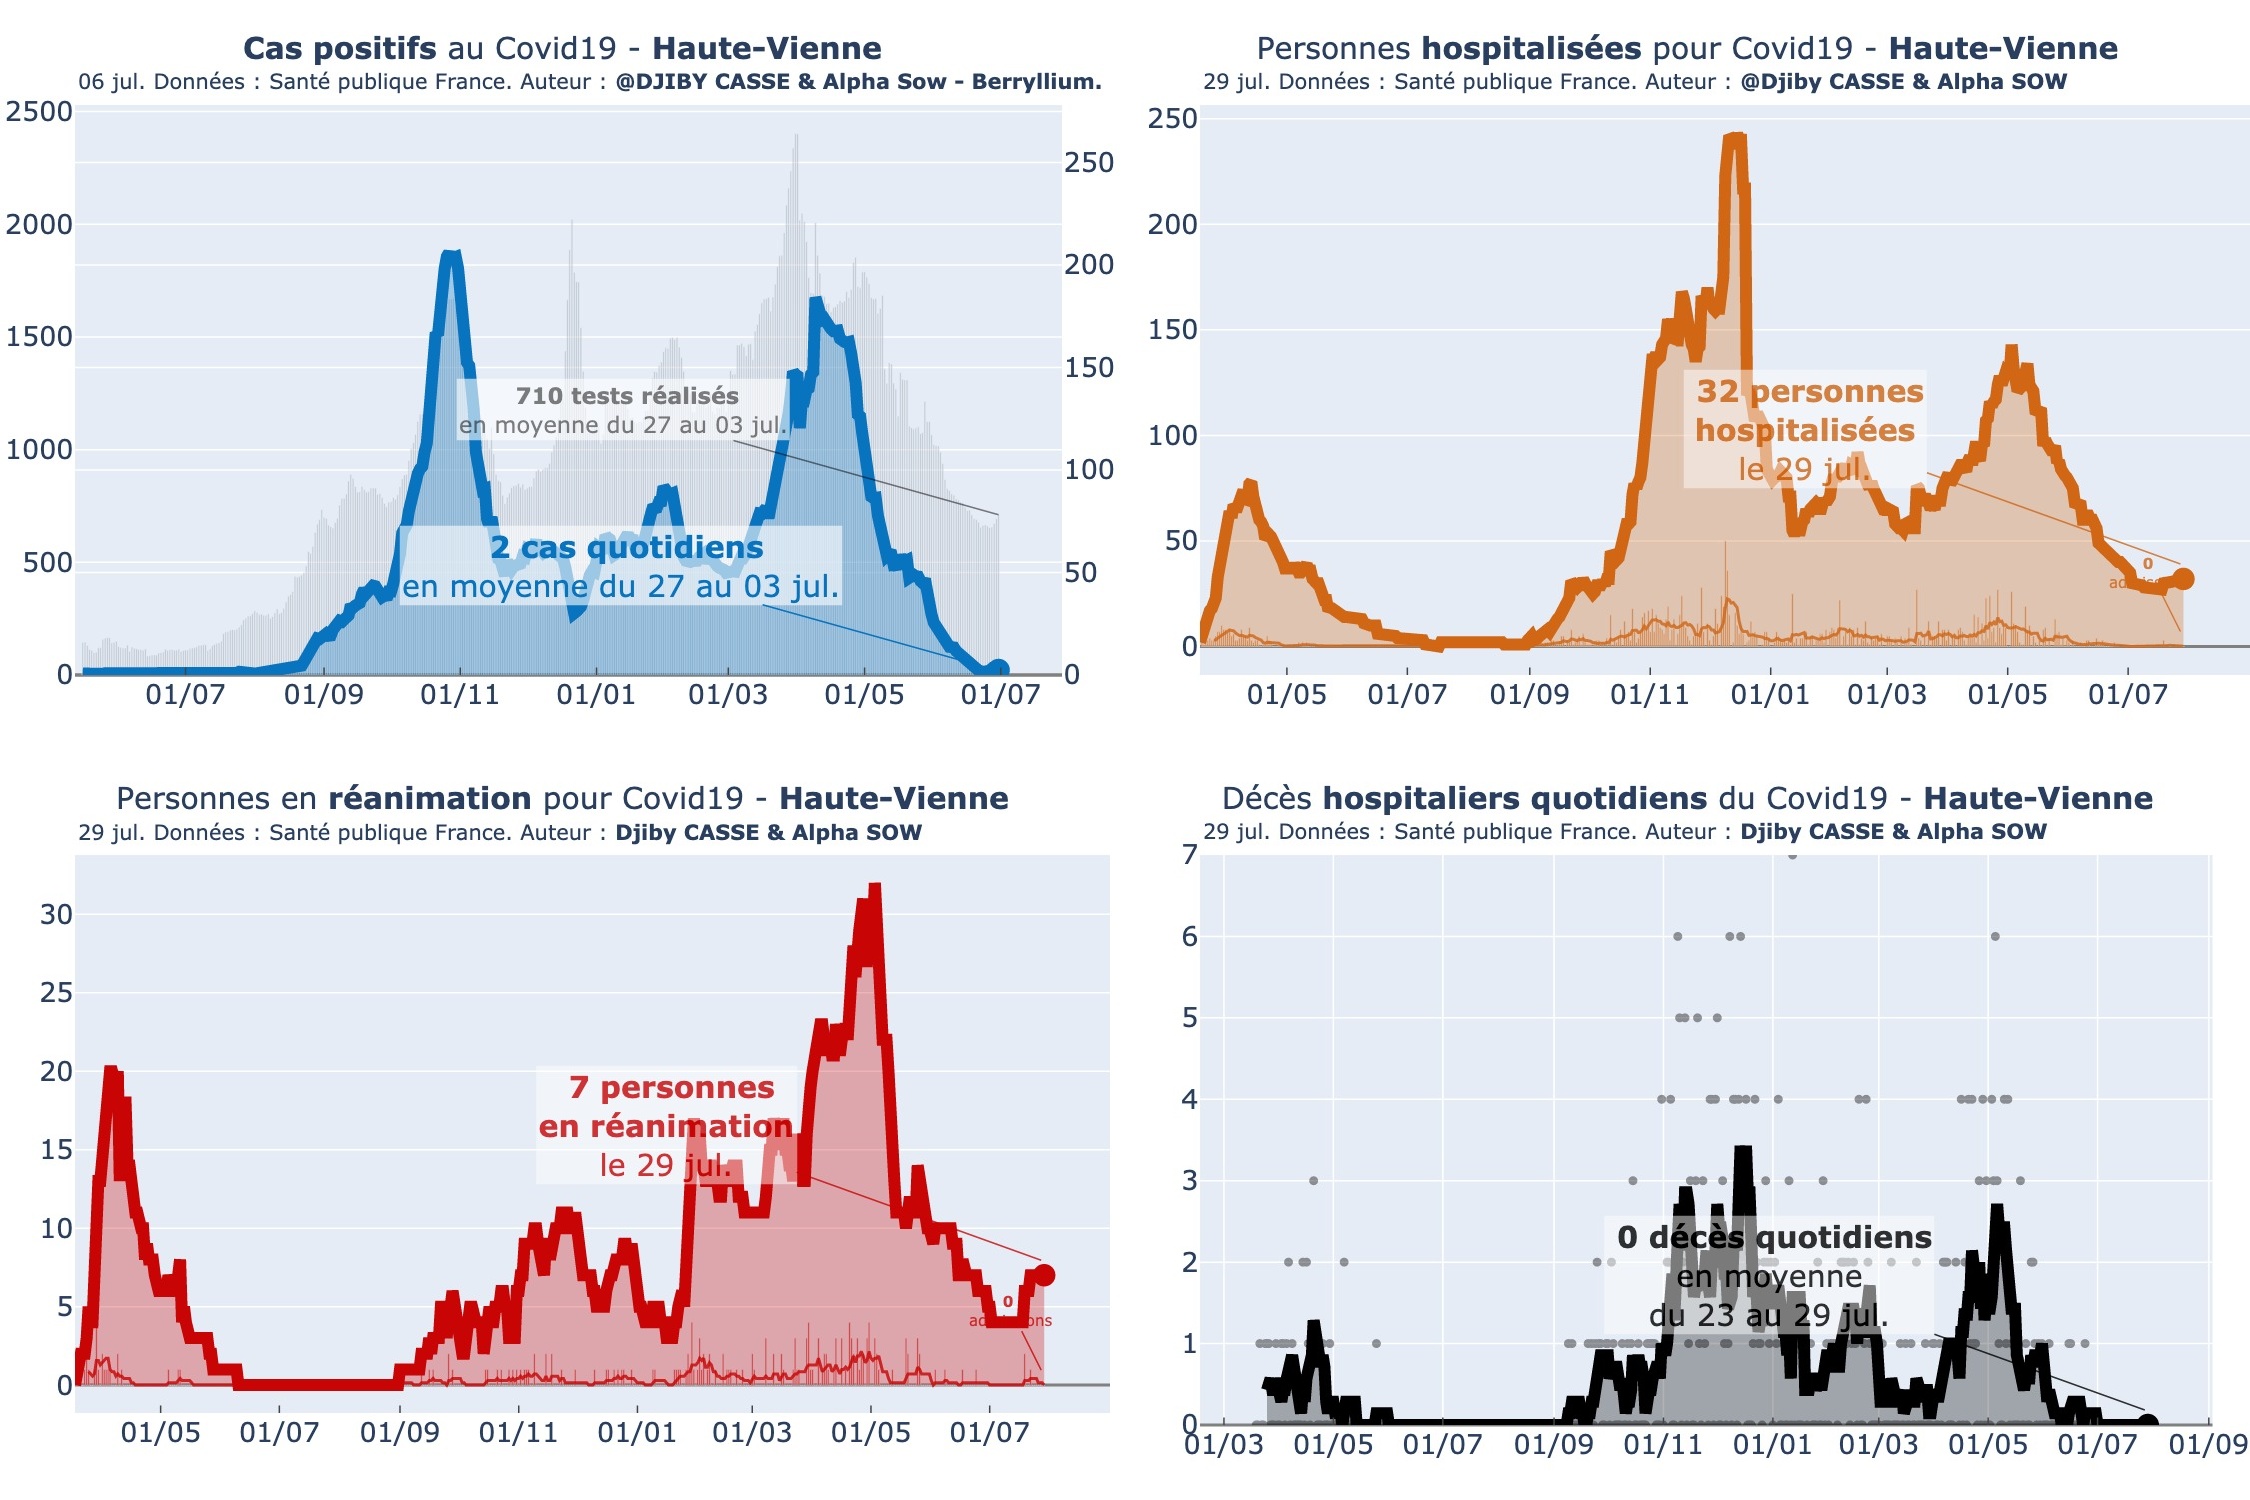 Cas positifs au Covid19 - Haute-Vienne
06 jul. Données : Santé publique France. Auteur : @DJIBY CASSE & Alpha Sow - Berryllium.
2500
2000
1500
1000
500
0
250
200
150
100
50
0
710 tests réalisés
en moyenne du 27 au 03 jul.
2 cas quotidiens
en moyenne du 27 au 03 jul.
01/07 01/09 01/11 01/01 01/03 01/05 01/07
Personnes hospitalisées pour Covid19 - Haute-Vienne
29 jul. Données : Santé publique France. Auteur : @Djiby CASSE & Alpha SOW
250
200
150
100
50
0
32 personnes
hospitalisées
le 29 jul.
0
01/05 01/07 01/09 01/11 01/01 01/03 01/05 01/07
Personnes en réanimation pour Covid19 - Haute-Vienne
29 jul. Données : Santé publique France. Auteur : Djiby CASSE & Alpha SOW
30
25
20
15
10
5
0
7 personnes
en réanimation
le 29 jul.
0
01/05 01/07 01/09 01/11 01/01 01/03 01/05 01/07
Décès hospitaliers quotidiens du Covid19 - Haute-Vienne
29 jul. Données : Santé publique France. Auteur : Djiby CASSE & Alpha SOW
7
6
5
4
3
2
1
0
0 décès quotidiens
en moyenne
du 23 au 29 jul.
01/03 01/05 01/07 01/09 01/11 01/01 01/03 01/05 01/07 01/09